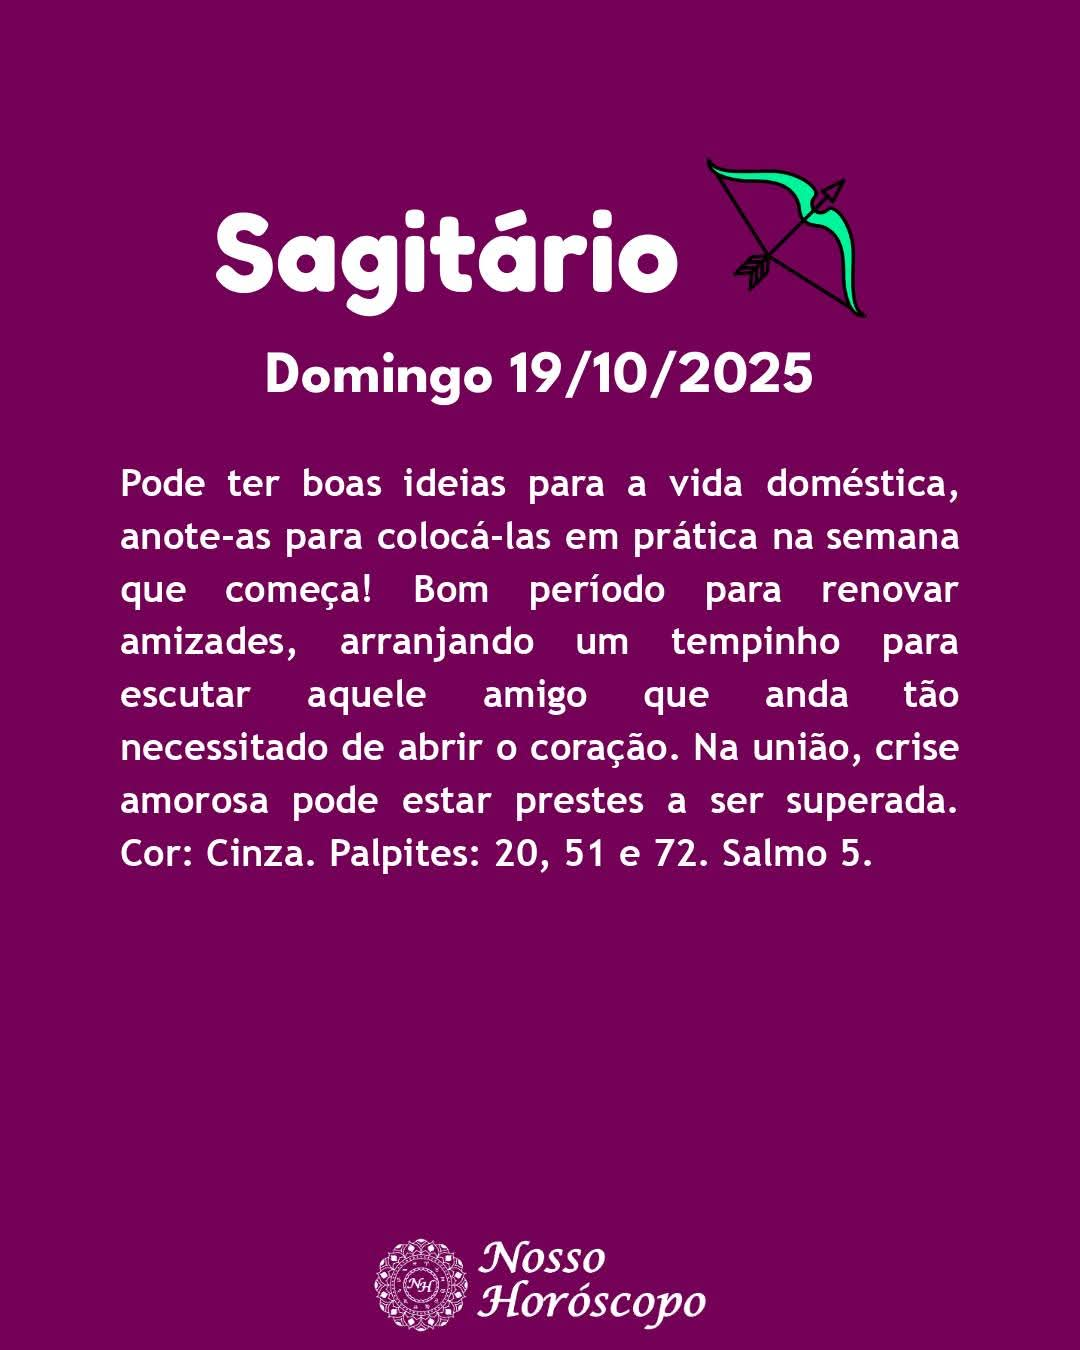 Sagitário
Domingo 19/10/2025
Pode ter boas ideias para a vida doméstica,
anote-as para colocá-las em prática na semana
que começa! Bom período para renovar
amizades, arranjando um tempinho para
escutar aquele amigo que anda tão
necessitado de abrir o coração. Na união, crise
amorosa pode estar prestes a ser superada.
Cor: Cinza. Palpites: 20, 51 e 72. Salmo 5.
NH
Nosso
Horóscopo